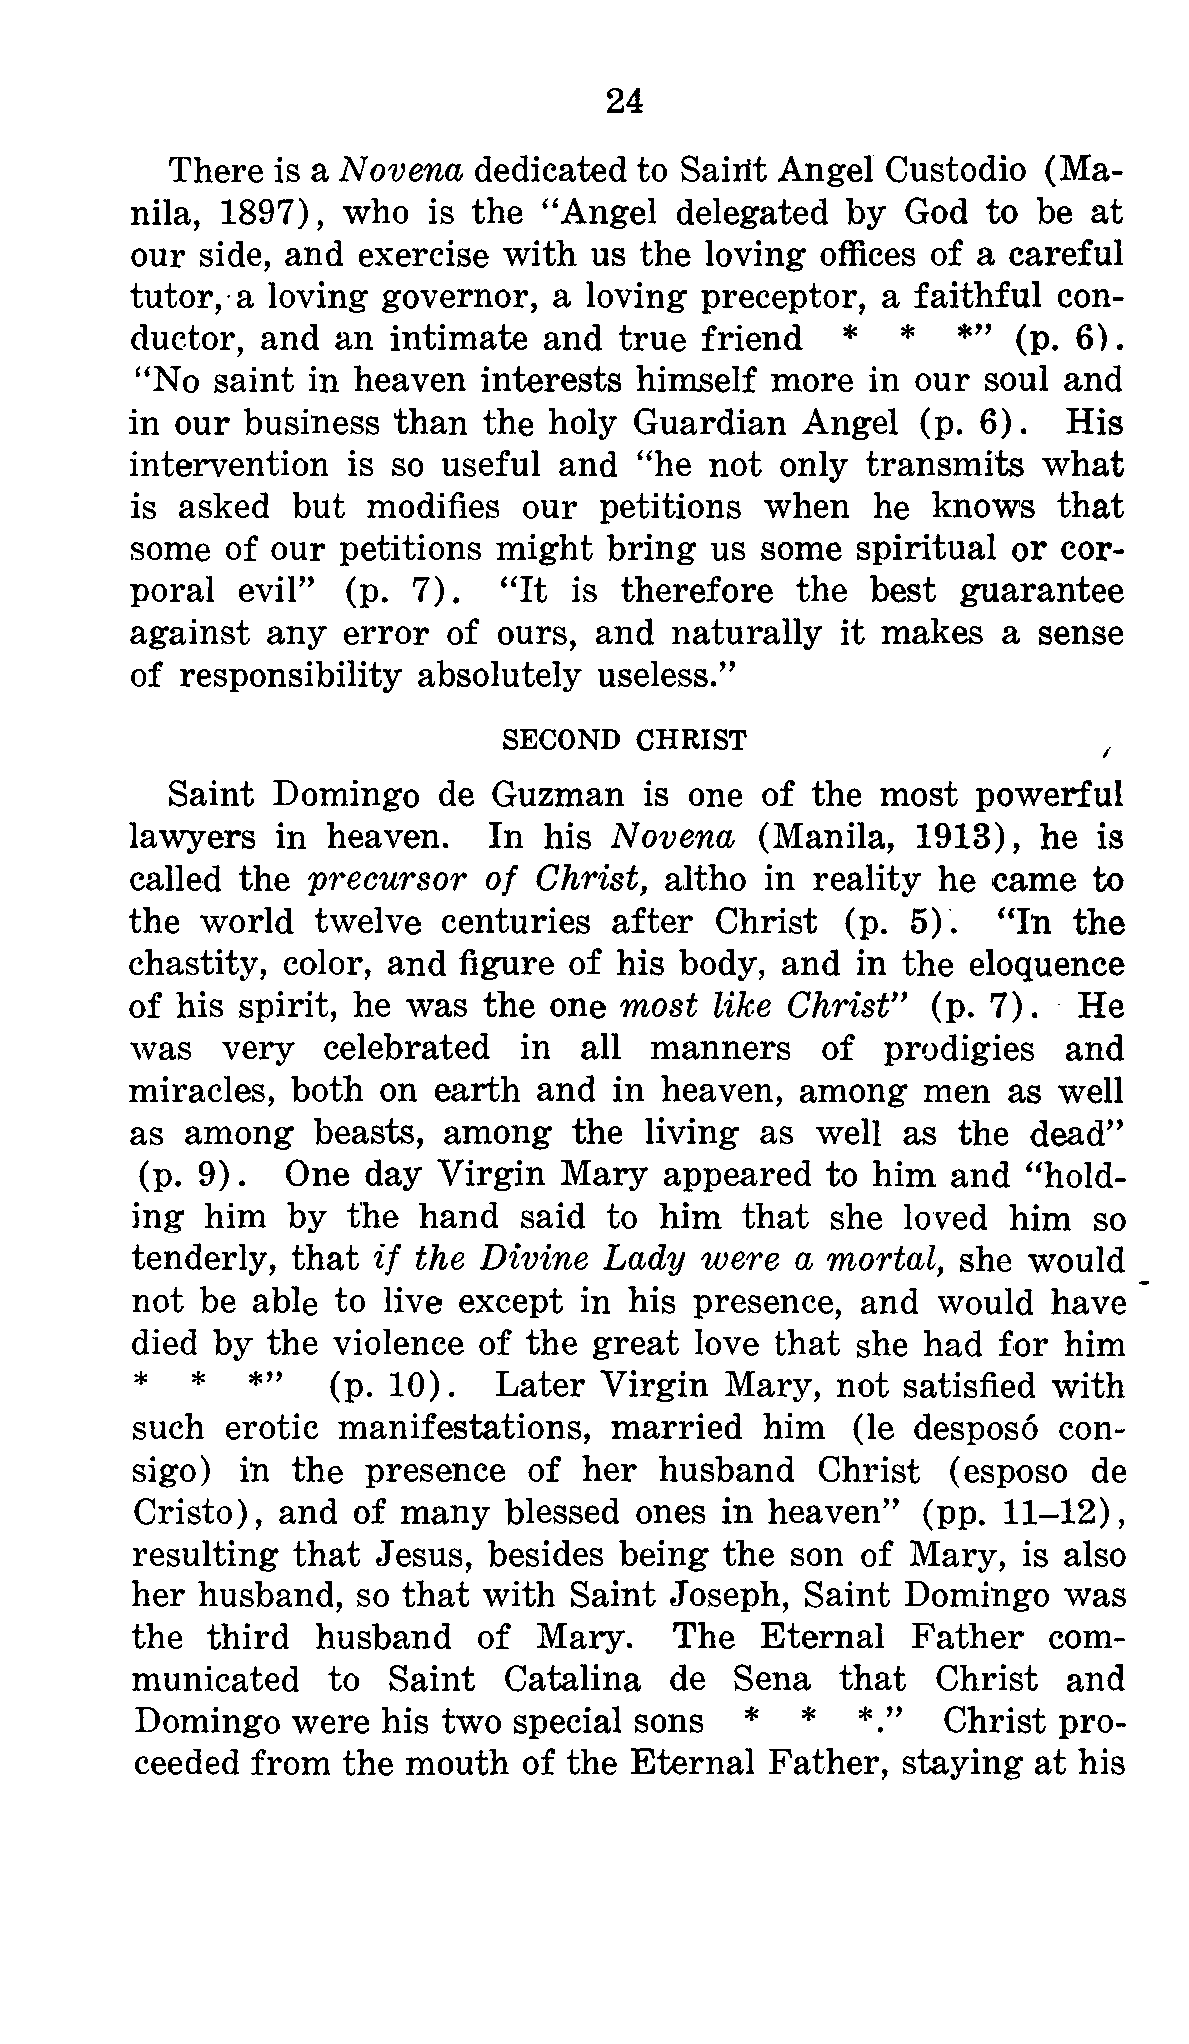 24
There is a Novena dedicated to Saint Angel Custodio (Ma-
nila, 1897), who is the “Angel delegated by God to be at
our side, and exercise with us the loving offices of a careful
tutor, a loving governor, a loving preceptor, a faithful con-
ductor, and an intimate and true friend * * *” (p. 6).
“No saint in heaven interests himself more in our soul and
in our business than the holy Guardian Angel (p. 6). His
intervention is so useful and “he not only transmits what
is asked but modifies our petitions when he knows that
some of our petitions might bring us some spiritual or cor-
poral evil” (p. 7). “It is therefore the best guarantee
against any error of ours, and naturally it makes a sense
of responsibility absolutely useless.”
SECOND CHRIST
Saint Domingo de Guzman is one of the most powerful
lawyers in heaven. In his Novena (Manila, 1913), he is
called the precursor of Christ, altho in reality he came to
the world twelve centuries after Christ (p. 5). “In the
chastity, color, and figure of his body, and in the eloquence
of his spirit, he was the one most like Christ” (p. 7). He
was very celebrated in all manners of prodigies and
miracles, both on earth and in heaven, among men as well
as among beasts, among the living as well as the dead”
(p. 9). One day Virgin Mary appeared to him and “hold-
ing him by the hand said to him that she loved him so
tenderly, that if the Divine Lady were a mortal, she would
not be able to live except in his presence, and would have
died by the violence of the great love that she had for him
* * *” (p. 10). Later Virgin Mary, not satisfied with
such erotic manifestations, married him (le desposó con-
sigo) in the presence of her husband Christ (esposo de
Cristo), and of many blessed ones in heaven” (pp. 11–12),
resulting that Jesus, besides being the son of Mary, is also
her husband, so that with Saint Joseph, Saint Domingo was
the third husband of Mary. The Eternal Father com-
municated to Saint Catalina de Sena that Christ and
Domingo were his two special sons * * *.” Christ pro-
ceeded from the mouth of the Eternal Father, staying at his